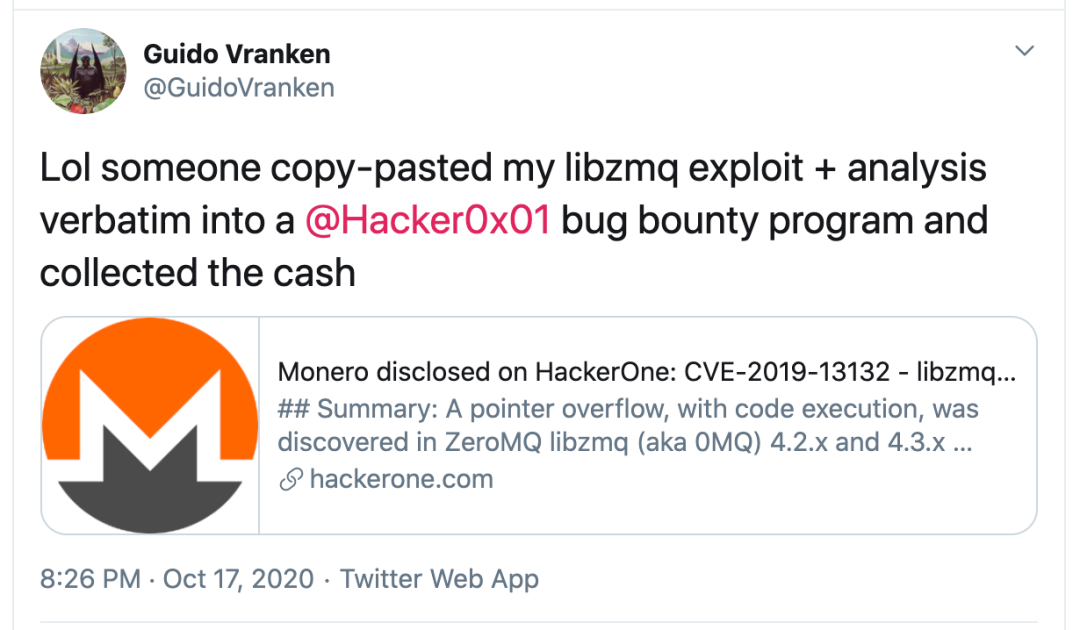 Guido Vranken
@GuidoVranken
Lol someone copy-pasted my libzmq exploit + analysis
verbatim into a @Hacker0x01 bug bounty program and
collected the cash
Monero disclosed on HackerOne: CVE-2019-13132 - libzmq...
## Summary: A pointer overflow, with code execution, was
discovered in ZeroMQ libzmq (aka 0MQ) 4.2.x and 4.3.x ...
hackerone.com
8:26 PM · Oct 17, 2020 · Twitter Web App